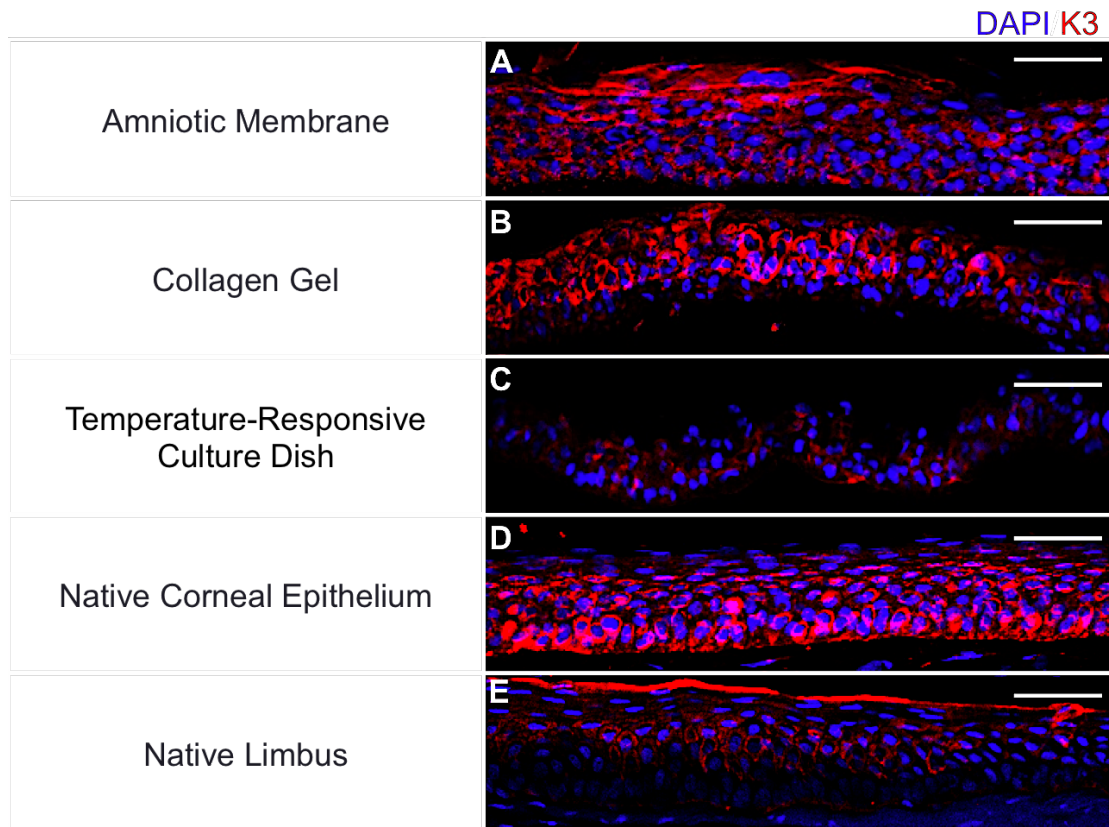 DAPI/K3
Amniotic Membrane
A
Collagen Gel
B
Temperature-Responsive
Culture Dish
C
Native Corneal Epithelium
D
Native Limbus
E